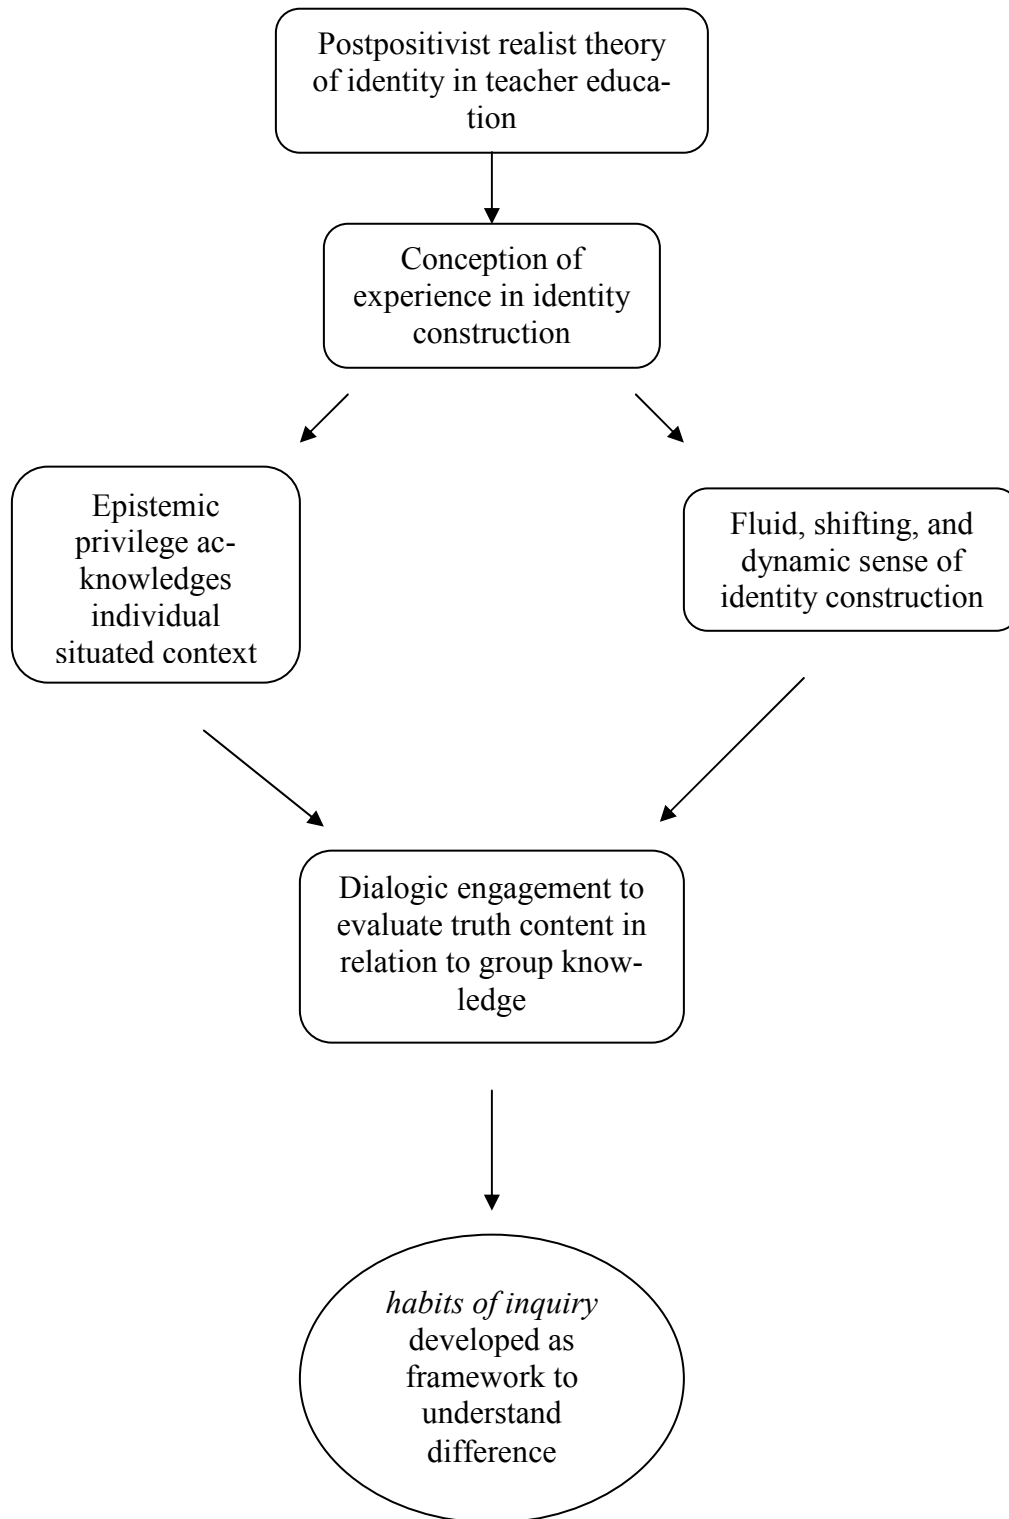 Postpositivist realist theory
of identity in teacher educa-
tion
Conception of
experience in identity
construction
Epistemic
privilege ac-
knowledges
individual
situated context
Fluid, shifting, and
dynamic sense of
identity construction
Dialogic engagement to
evaluate truth content in
relation to group know-
ledge
habits of inquiry
developed as
framework to
understand
difference